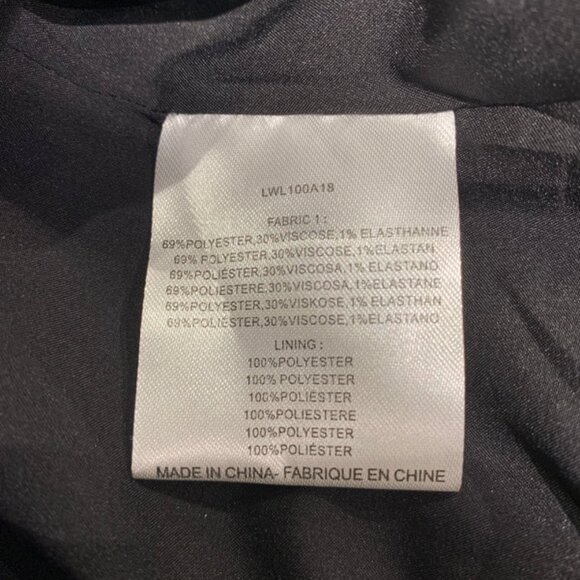 LWL100A18
FABRIC 1 :
69%POLYESTER,30%VISCOSE,1% ELASTHANNE
69% POLYESTER,30%VISCOSE,1% ELASTAN
69%POLIÉSTER,30%VISCOSA,1% ELASTANO
69%POLIESTERE,30%VISCOSA,1% ELASTANE
69%POLYESTER,30%VISKOSE,1% ELASTHAN
69%POLIÉSTER,30%VISCOSE,1%ELASTANO
LINING :
100%POLYESTER
100% POLYESTER
100%POLIÉSTER
100%POLIESTERE
100%POLYESTER
100%POLIÉSTER
MADE IN CHINA- FABRIQUE EN CHINE